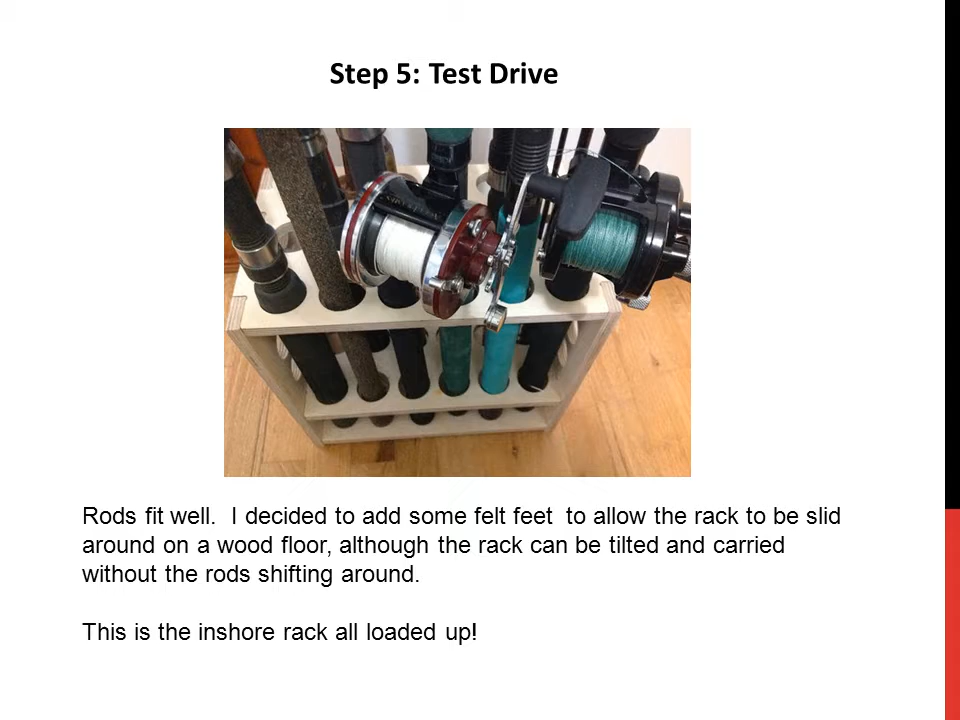 Step 5: Test Drive
Rods fit well.  I decided to add some felt feet  to allow the rack to be slid
around on a wood floor, although the rack can be tilted and carried
without the rods shifting around.
This is the inshore rack all loaded up!